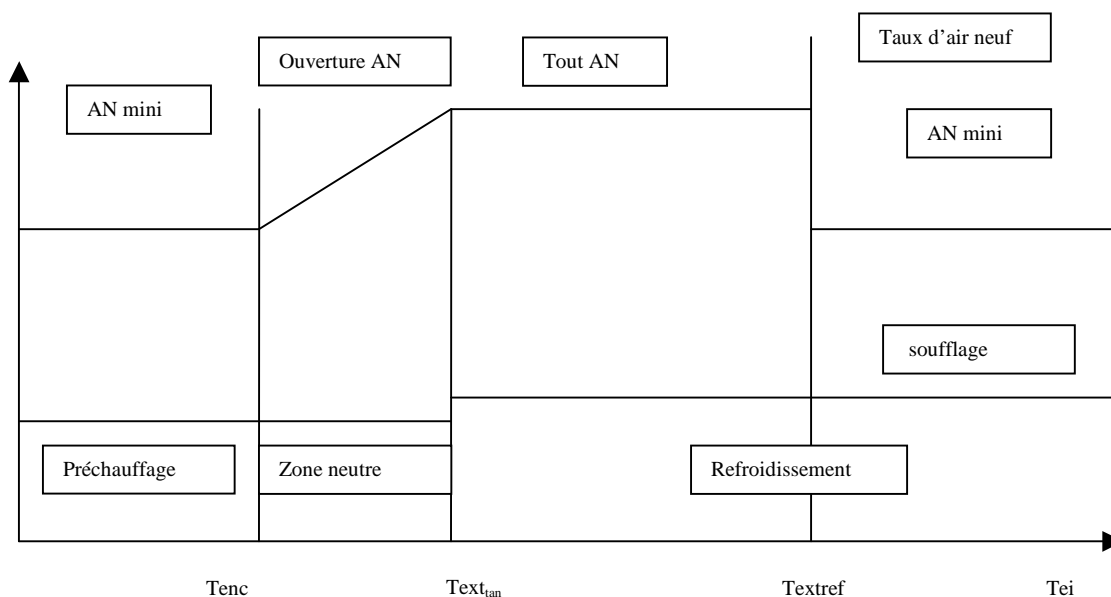 Taux d’air neuf
Ouverture AN
Tout AN
AN mini
AN mini
soufflage
Préchauffage
Zone neutre
Refroidissement
Tenc
Text_tan
Textref
Tei